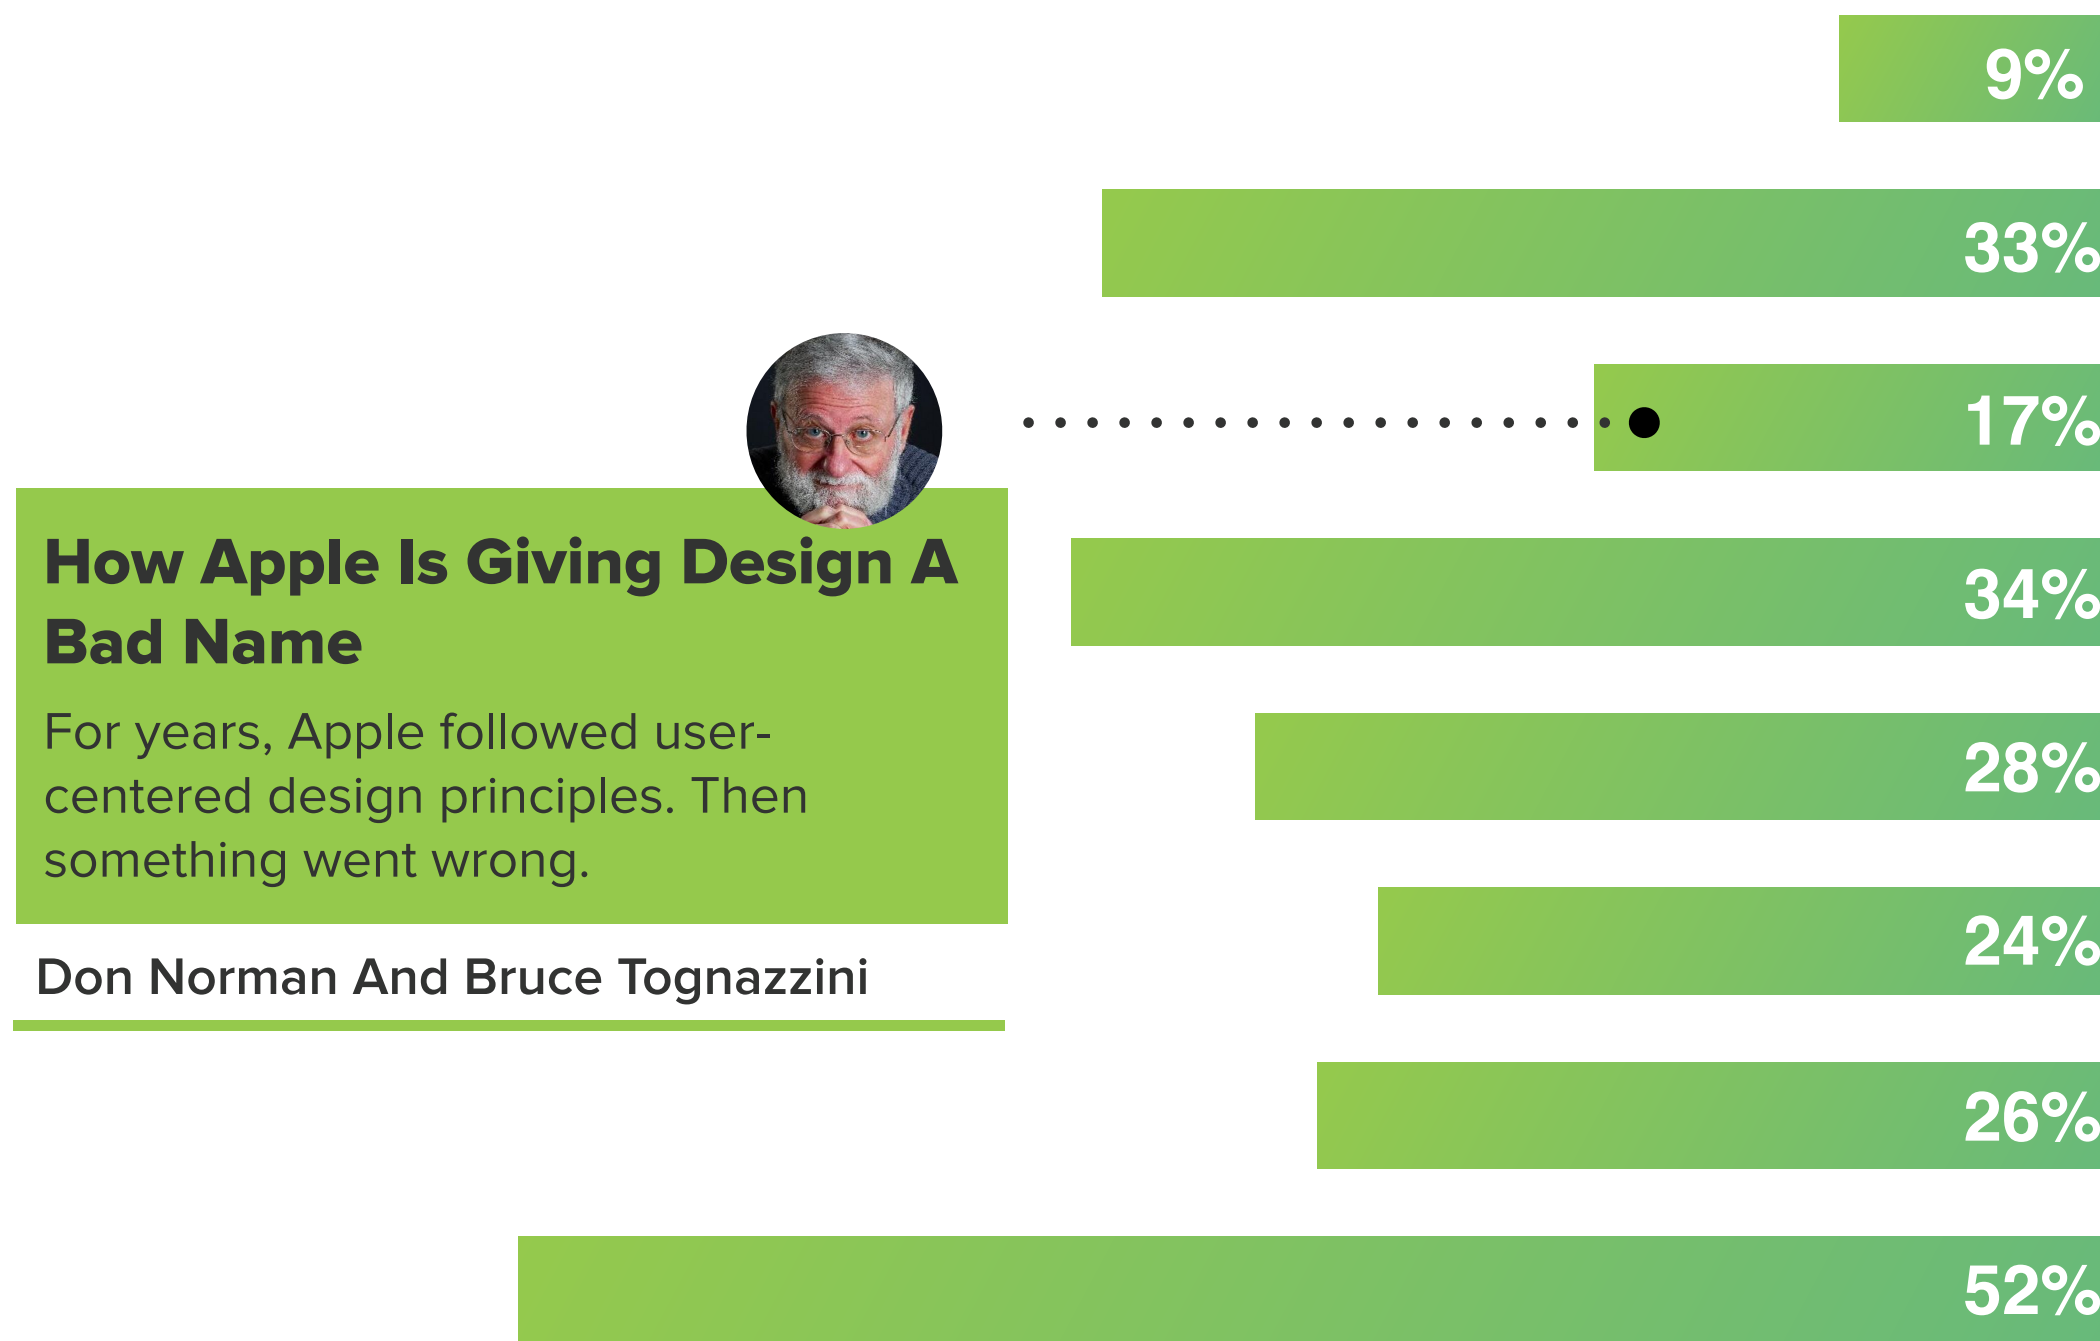 9%
33%
17%
How Apple Is Giving Design A
Bad Name
For years, Apple followed user-
centered design principles. Then
something went wrong.
Don Norman And Bruce Tognazzini
34%
28%
24%
26%
52%